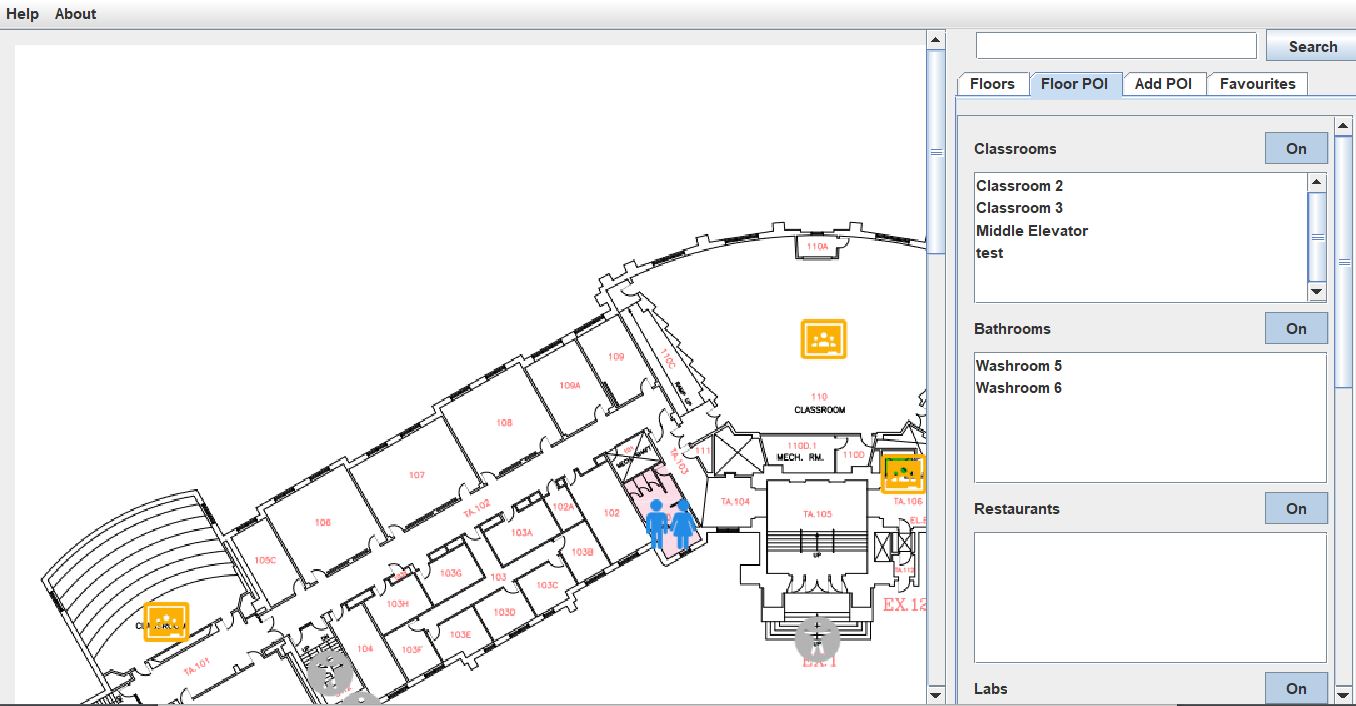 Help About
Search
Floors Floor POI Add POI Favourites
Classrooms On
Classroom 2
Classroom 3
Middle Elevator
test
Bathrooms On
Washroom 5
Washroom 6
Restaurants On
Labs On
110A
109
110C
109A
110
CLASSROOM
108
110D.1
MECH. RM.
110D
111
TA.103
107
TA.102
102A
102
TA.104
TA.105
TA.106
106
103A
103B
UP
105C
103G
103
103C
103H
103D
EX.12
CLASSROOM
103E
104
103F
TA.101
EX.1